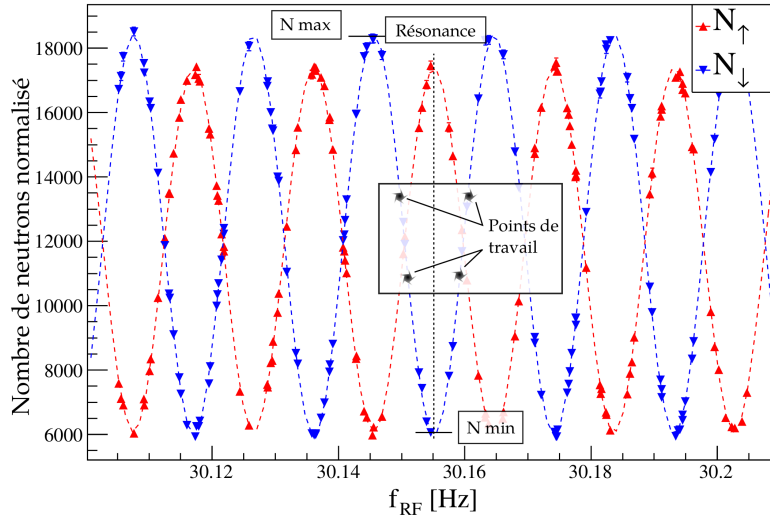 N max
Résonance
N↑
N↓
Nombre de neutrons normalisé
18000
16000
14000
12000
10000
8000
6000
Points de
travail
N min
30.12
30.14
30.16
30.18
30.2
f_RF [Hz]